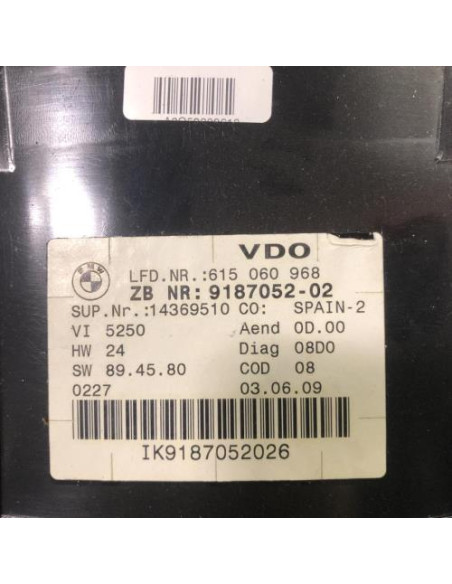 VDO
BMW
LFD.NR.:615 060 968
ZB NR: 9187052-02
SUP.Nr.:14369510 CO: SPAIN-2
VI 5250 Aend 0D.00
HW 24 Diag 08D0
SW 89.45.80 COD 08
0227 03.06.09
IK9187052026